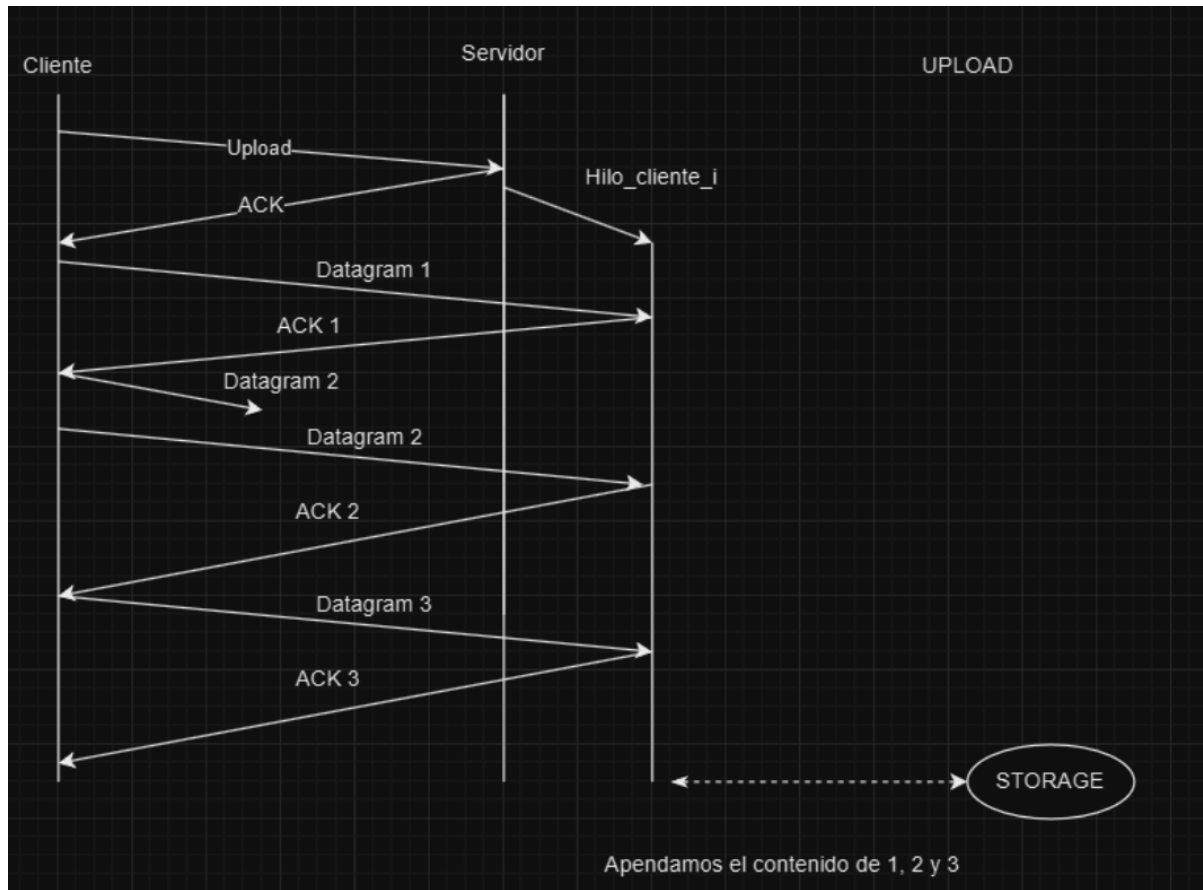 Cliente
Servidor
UPLOAD
Upload
Hilo_cliente_i
ACK
Datagram 1
ACK 1
Datagram 2
Datagram 2
ACK 2
Datagram 3
ACK 3
STORAGE
Apendamos el contenido de 1, 2 y 3